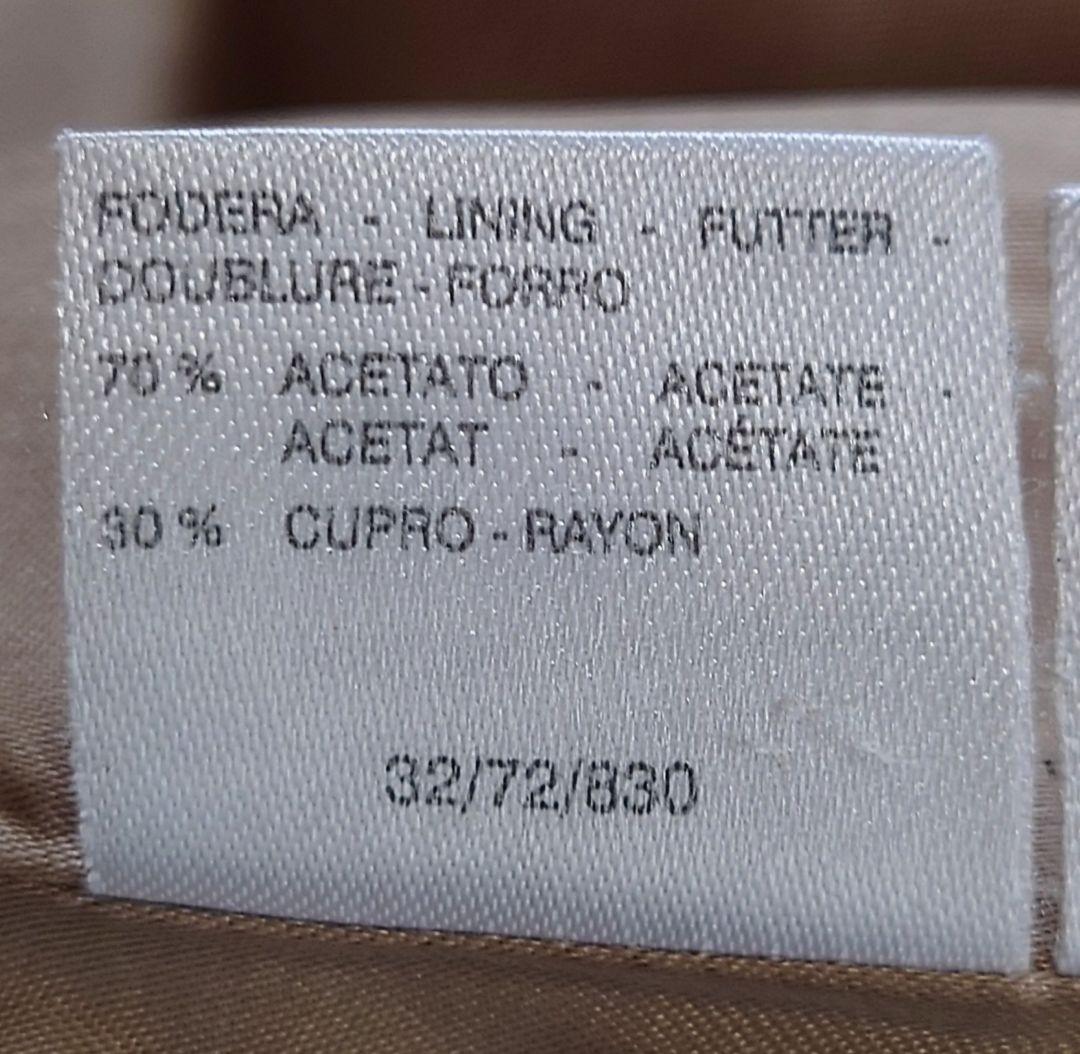 FODERA - LINING - FUTTER -
DOUBLURE - FORRO
70 % ACETATO - ACETATE -
ACETAT - ACÉTATE
30 % CUPRO - RAYON
32/72/830